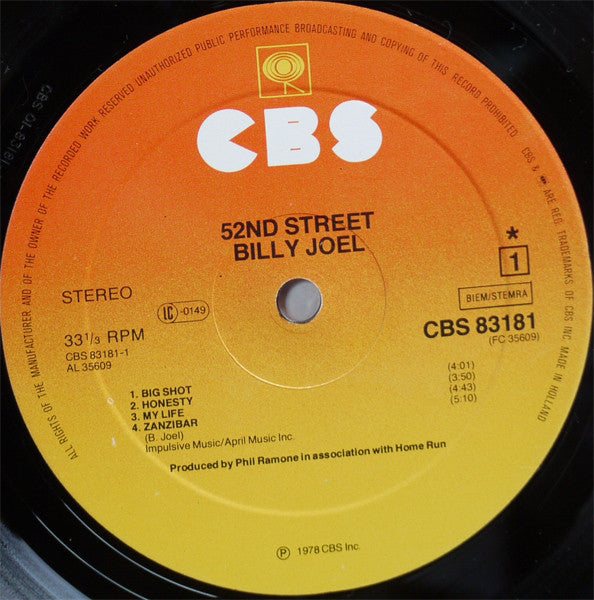 ALL RIGHTS OF THE MANUFACTURER AND OF THE OWNER OF THE RECORDED WORK RESERVED UNAUTHORIZED PUBLIC PERFORMANCE BROADCASTING AND COPYING OF THIS RECORD PROHIBITED
CBS & ARE REG. TRADEMARKS OF CBS INC. MADE IN HOLLAND
CBS
52ND STREET
BILLY JOEL
*
1
STEREO
LC -0149
BIEM/STEMRA
33 1/3 RPM
CBS 83181
CBS 83181-1
(FC 35609)
AL 35609
1. BIG SHOT (4:01)
2. HONESTY (3:50)
3. MY LIFE (4:43)
4. ZANZIBAR (5:10)
(B. Joel)
Impulsive Music/April Music Inc.
Produced by Phil Ramone in association with Home Run
Ⓟ 1978 CBS Inc.